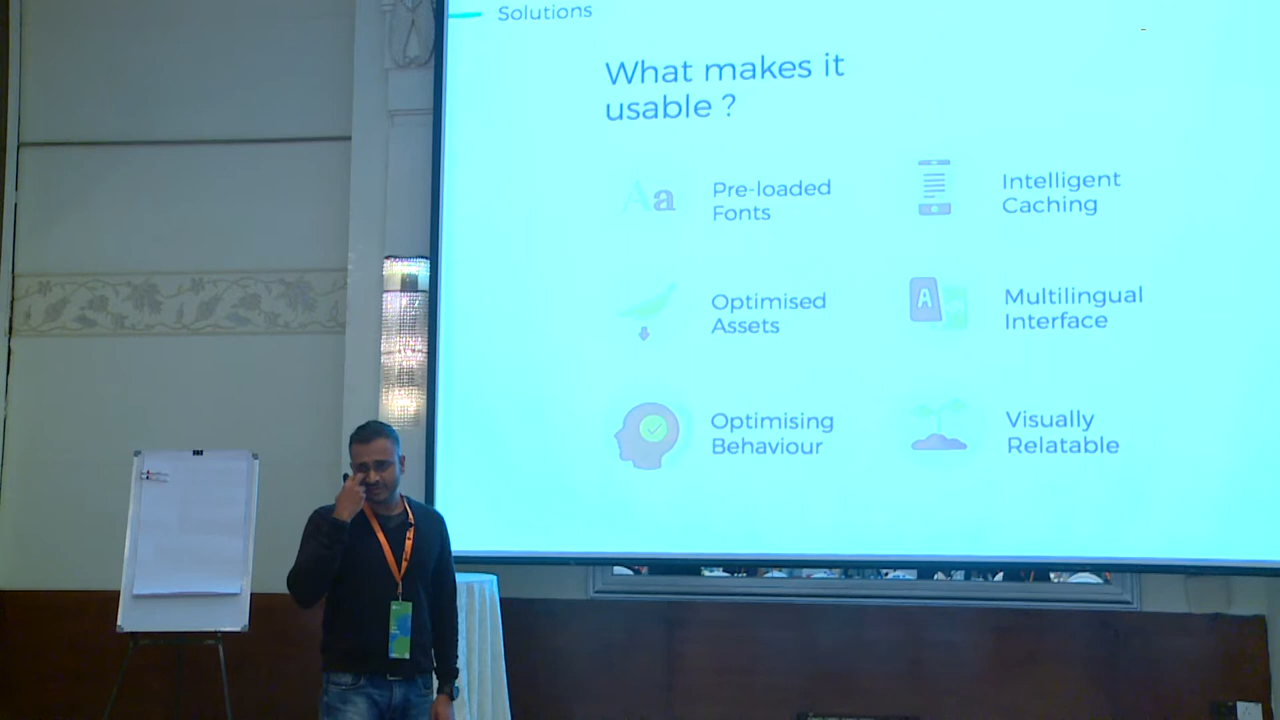 Solutions
What makes it
usable ?
Aa
Pre-loaded
Fonts
Intelligent
Caching
Optimised
Assets
A
Multilingual
Interface
Optimising
Behaviour
Visually
Relatable